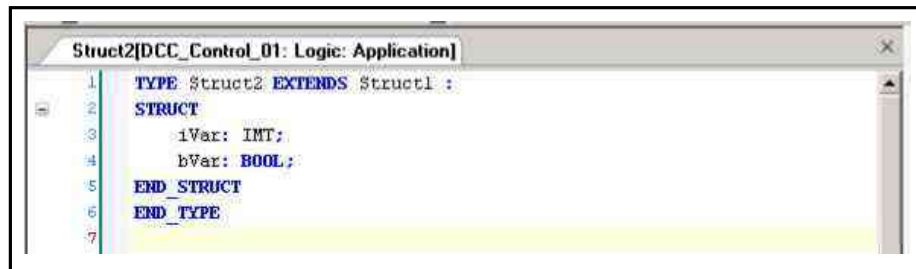 Struct2[DCC_Control_01: Logic: Application]
1 TYPE Struct2 EXTENDS Struct1 :
2 STRUCT
3 iVar: IMT;
4 bVar: BOOL;
5 END_STRUCT
6 END_TYPE
7